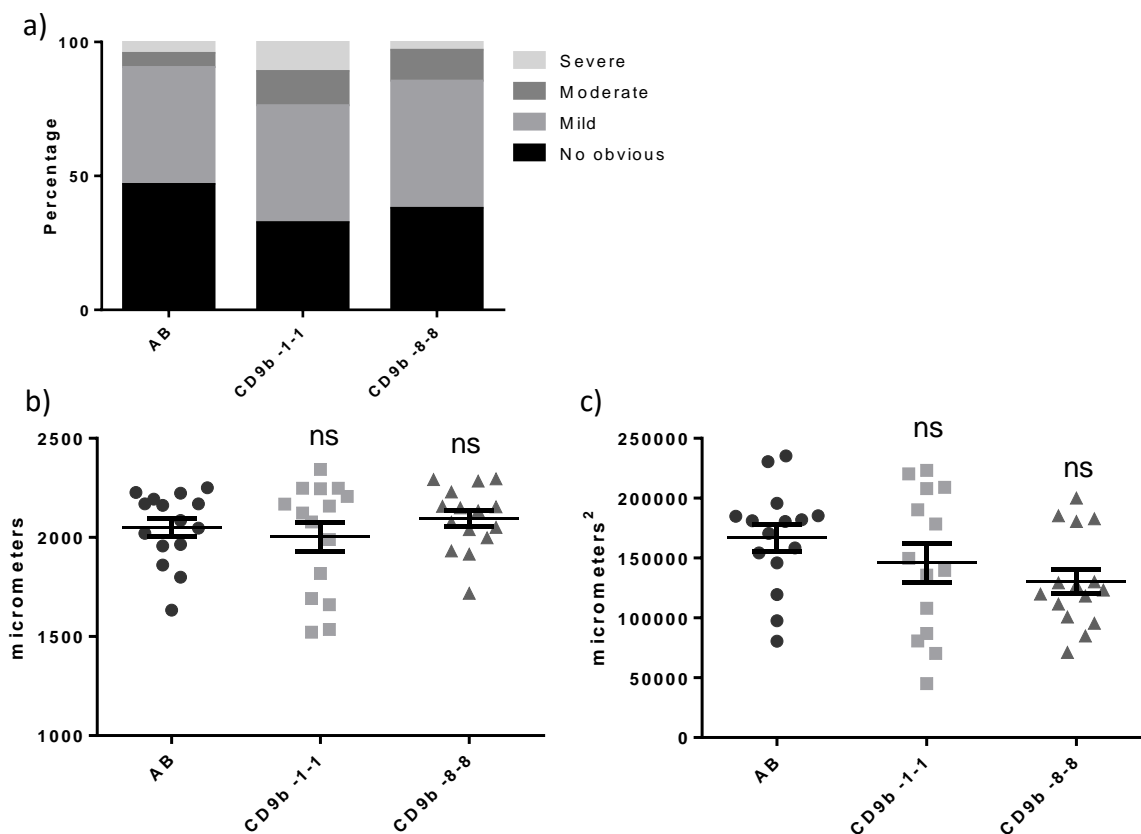 a)
Percentage
100
50
0
AB
CD9b -1-1
CD9b -8-8
Severe
Moderate
Mild
No obvious
b)
micrometers
2500
2000
1500
1000
ns
ns
AB
CD9b -1-1
CD9b -8-8
c)
micrometers²
250000
200000
150000
100000
50000
0
ns
ns
AB
CD9b -1-1
CD9b -8-8